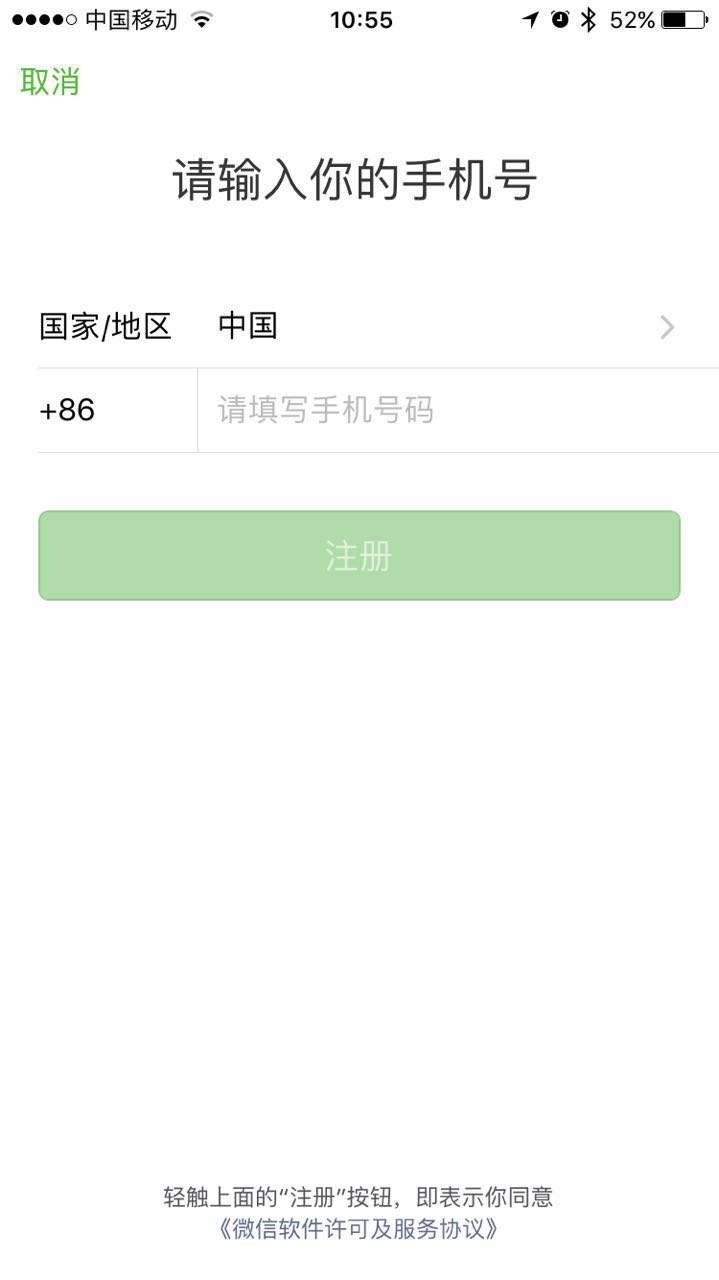 中国移动 10:55 52%
取消
请输入你的手机号
国家/地区 中国
+86 请填写手机号码
注册
轻触上面的“注册”按钮，即表示你同意
《微信软件许可及服务协议》